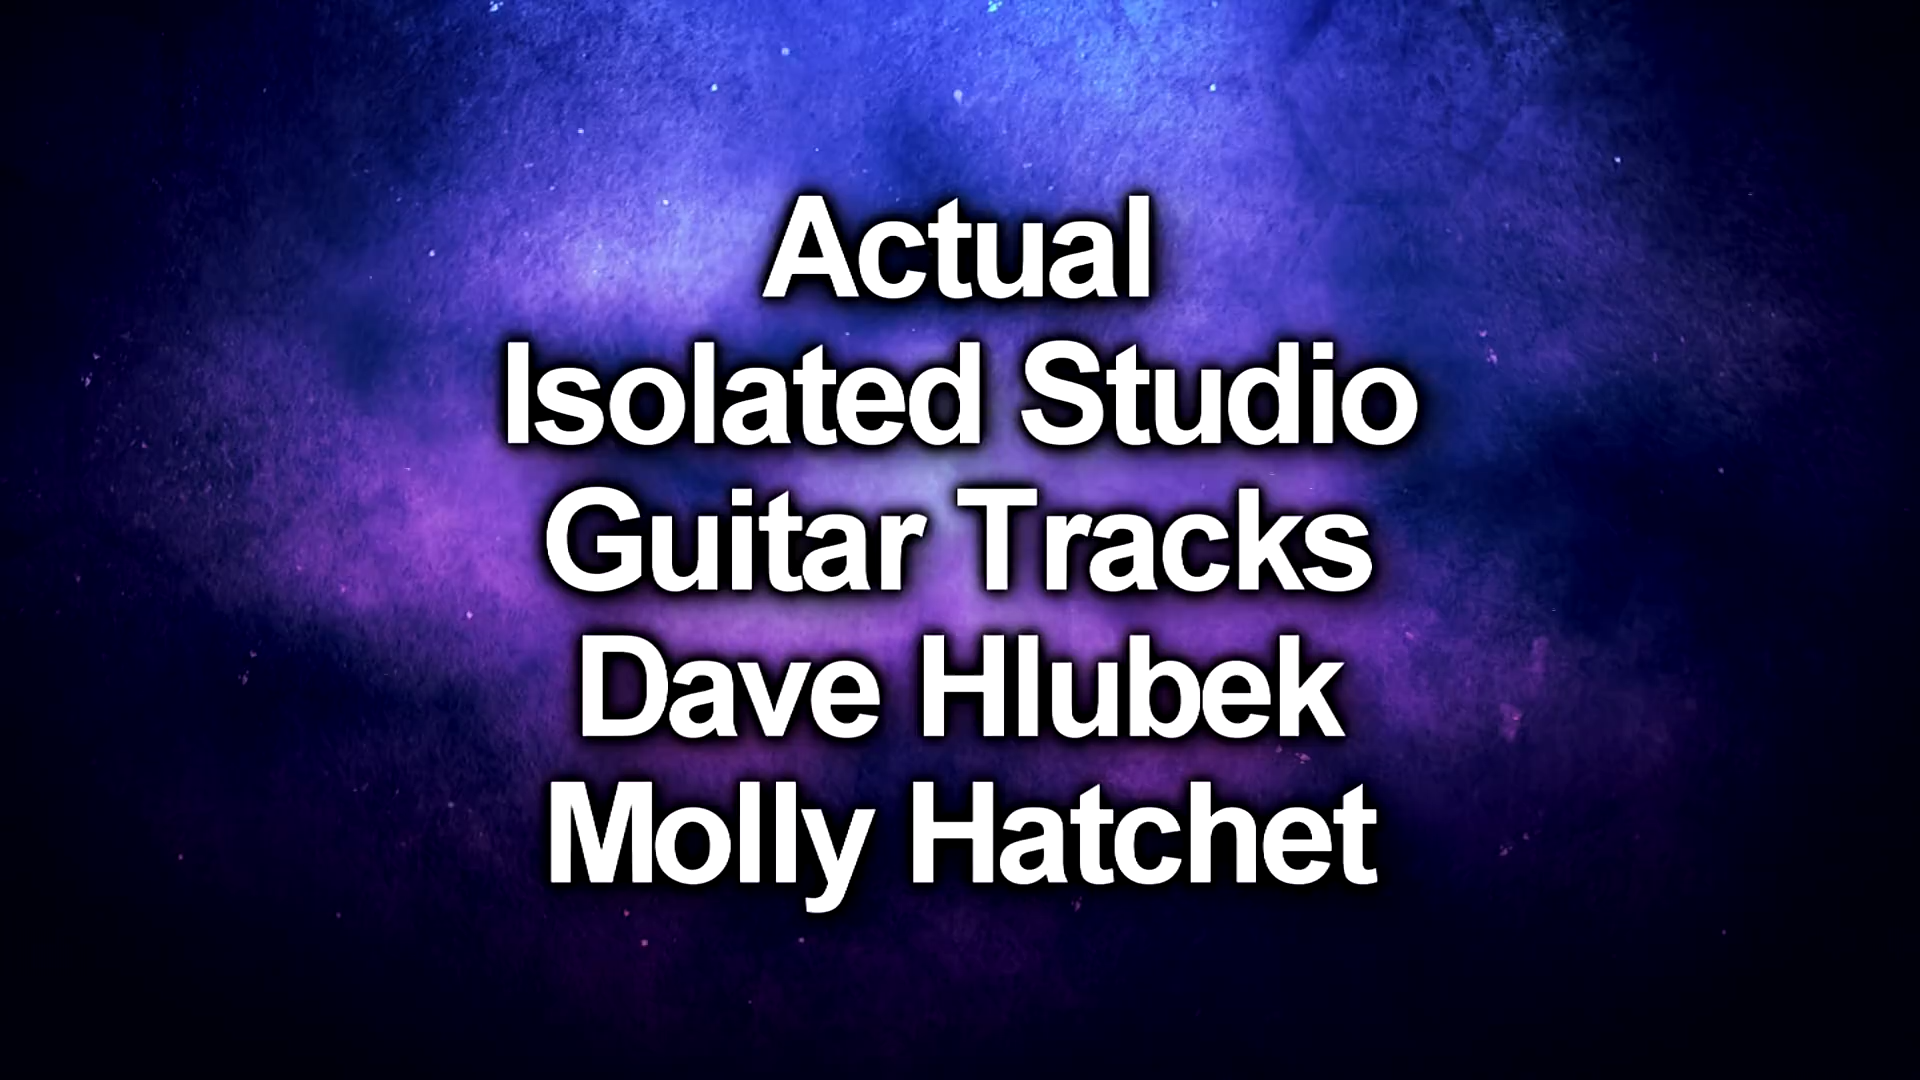 Actual
Isolated Studio
Guitar Tracks
Dave Hlubek
Molly Hatchet